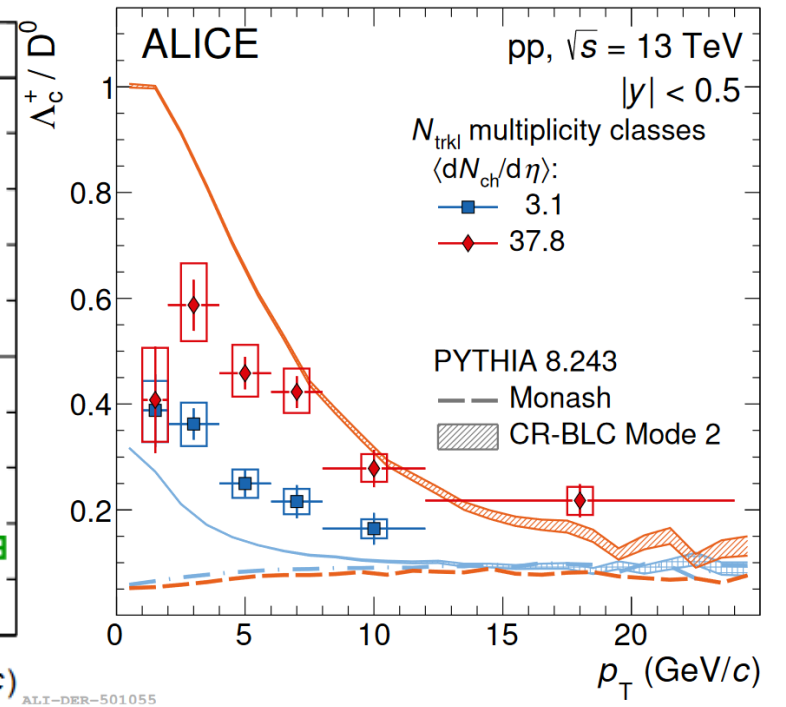 ALICE
pp, √s = 13 TeV
|y| < 0.5
N_trkl multiplicity classes
⟨dN_ch/dη⟩:
3.1
37.8
PYTHIA 8.243
Monash
CR-BLC Mode 2
Λ_c^+ / D^0
1
0.8
0.6
0.4
0.2
0 5 10 15 20
p_T (GeV/c)
c)
ALI-DER-501055